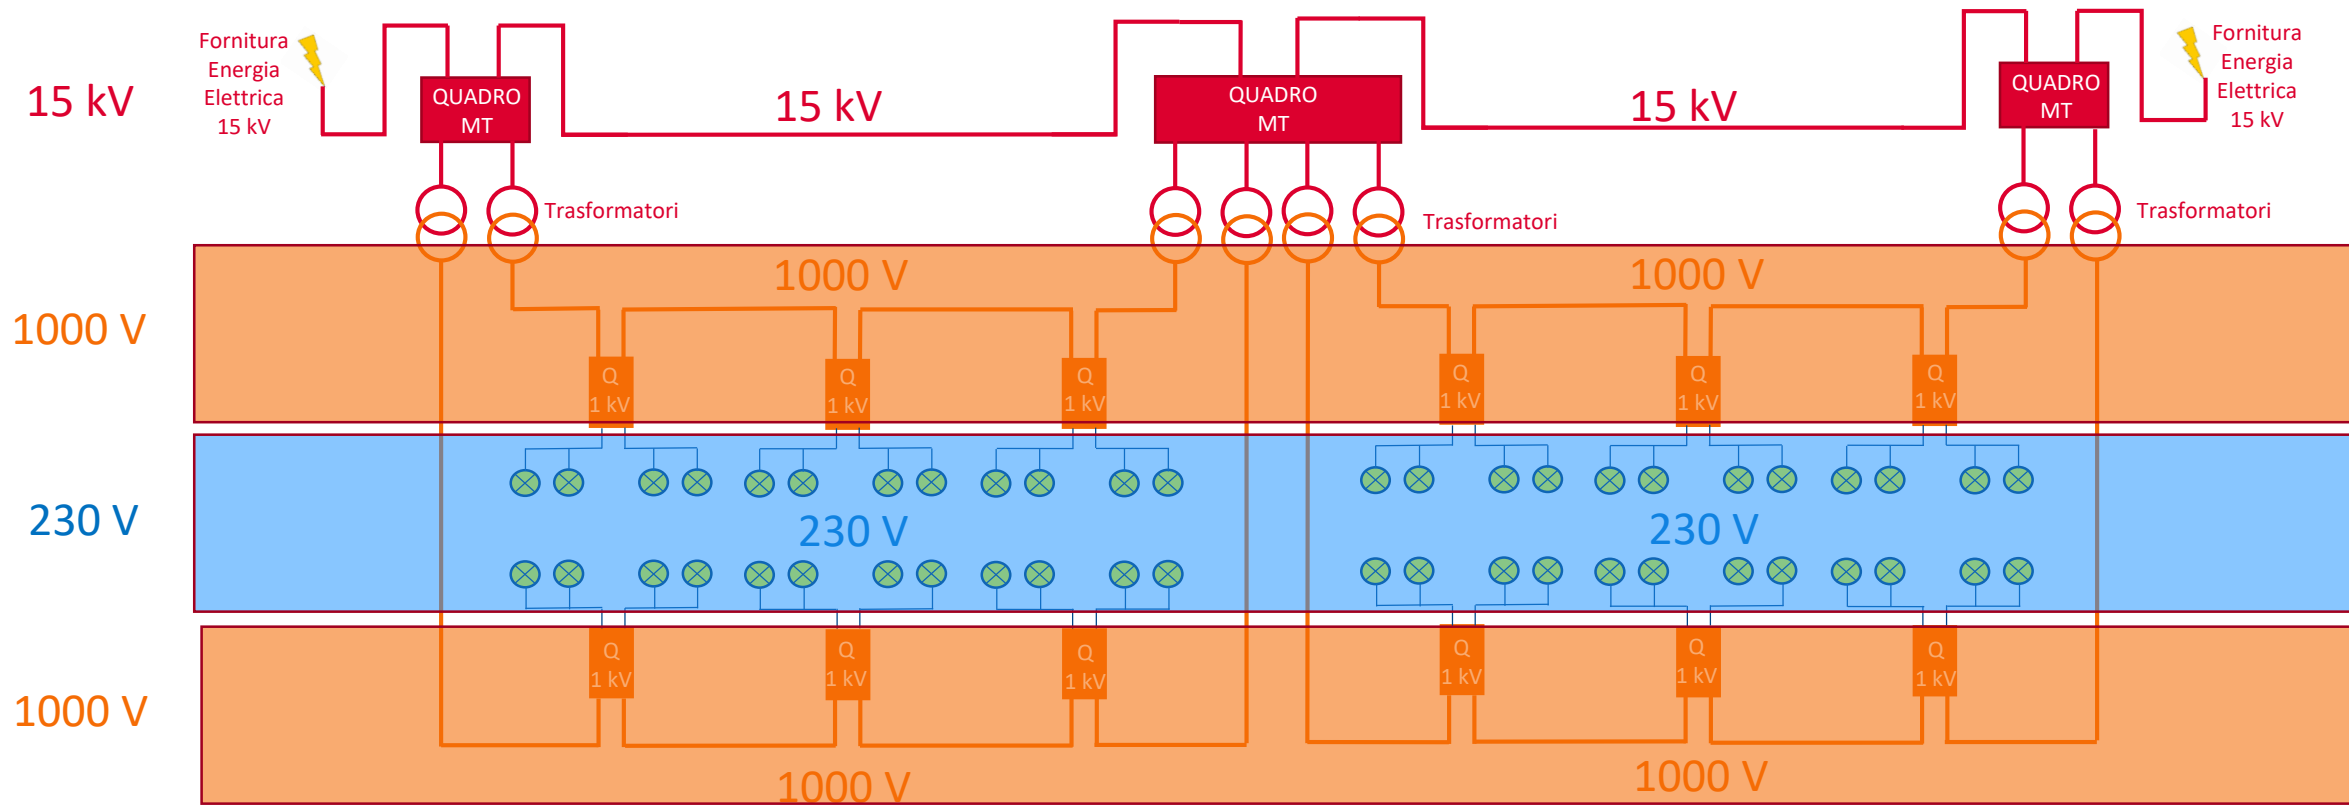 Fornitura
Energia
Elettrica
15 kV
15 kV
QUADRO
MT
15 kV
QUADRO
MT
15 kV
QUADRO
MT
Fornitura
Energia
Elettrica
15 kV
Trasformatori
Trasformatori
Trasformatori
1000 V
1000 V
1000 V
Q
1 kV
Q
1 kV
Q
1 kV
Q
1 kV
Q
1 kV
Q
1 kV
230 V
230 V
230 V
Q
1 kV
Q
1 kV
Q
1 kV
Q
1 kV
Q
1 kV
Q
1 kV
1000 V
1000 V
1000 V